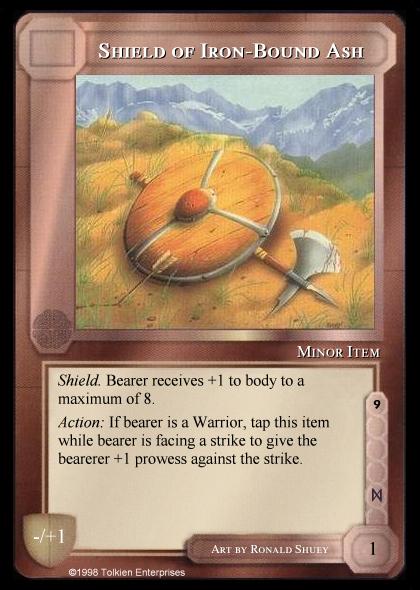 SHIELD OF IRON-BOUND ASH
MINOR ITEM
Shield. Bearer receives +1 to body to a
maximum of 8.
Action: If bearer is a Warrior, tap this item
while bearer is facing a strike to give the
bearerer +1 prowess against the strike.
9
-/+1
ART BY RONALD SHUEY
1
©1998 Tolkien Enterprises